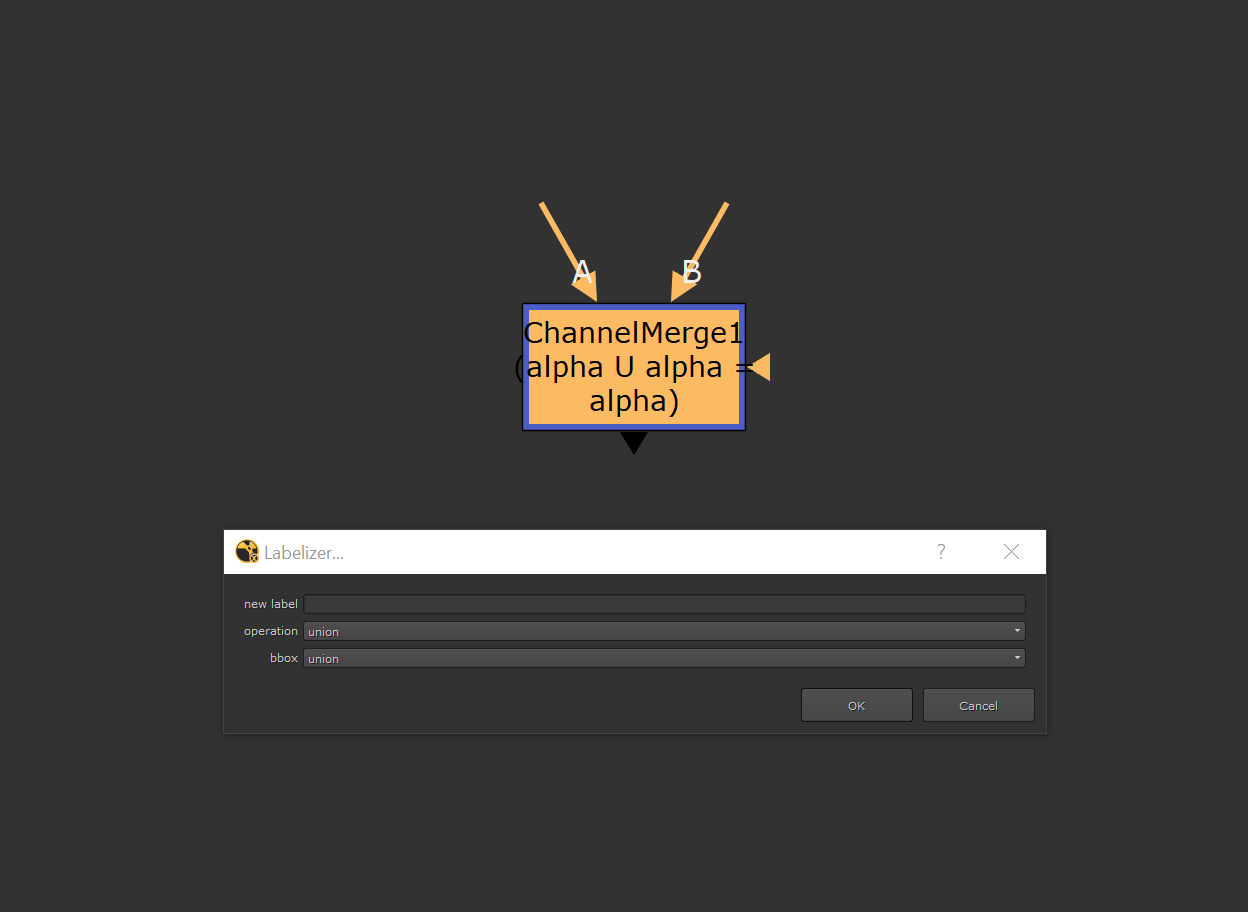 A B
ChannelMerge1
(alpha U alpha =
alpha)
Labelizer... ?
new label
operation union
bbox union
OK Cancel